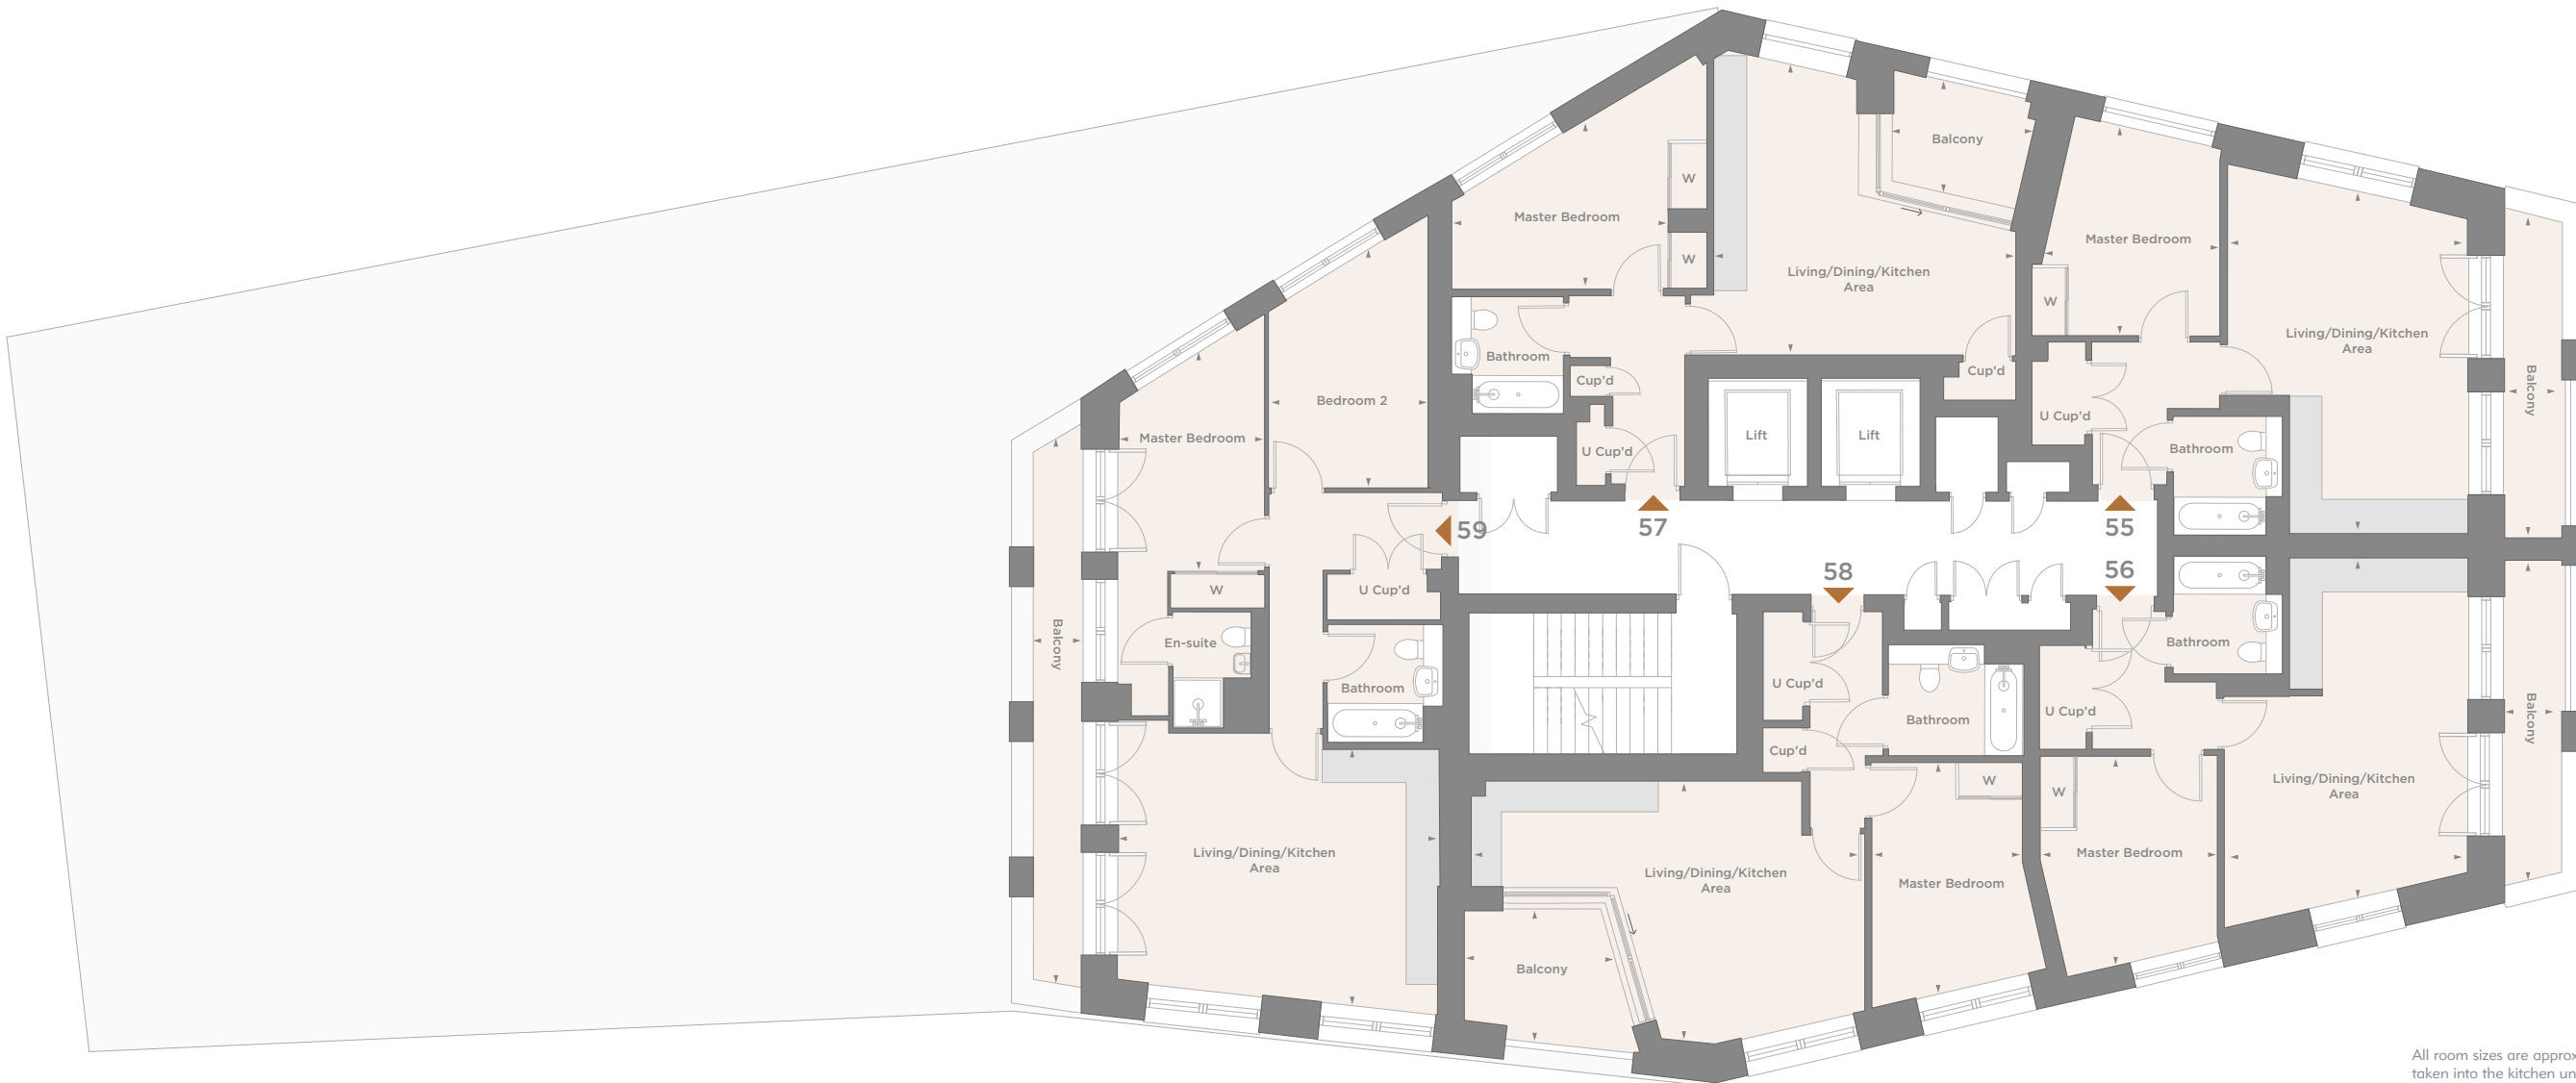 Balcony
W
Master Bedroom
W
Living/Dining/Kitchen
Area
Bathroom
Cup'd
U Cup'd
Lift
Lift
Cup'd
Master Bedroom
W
U Cup'd
Living/Dining/Kitchen
Area
Balcony
Bathroom
Master Bedroom
Bedroom 2
59
57
55
58
56
W
U Cup'd
En-suite
Balcony
Bathroom
Living/Dining/Kitchen
Area
U Cup'd
Cup'd
Bathroom
W
Living/Dining/Kitchen
Area
Master Bedroom
Balcony
Bathroom
U Cup'd
W
Master Bedroom
Living/Dining/Kitchen
Area
Balcony
All room sizes are approx
taken into the kitchen un